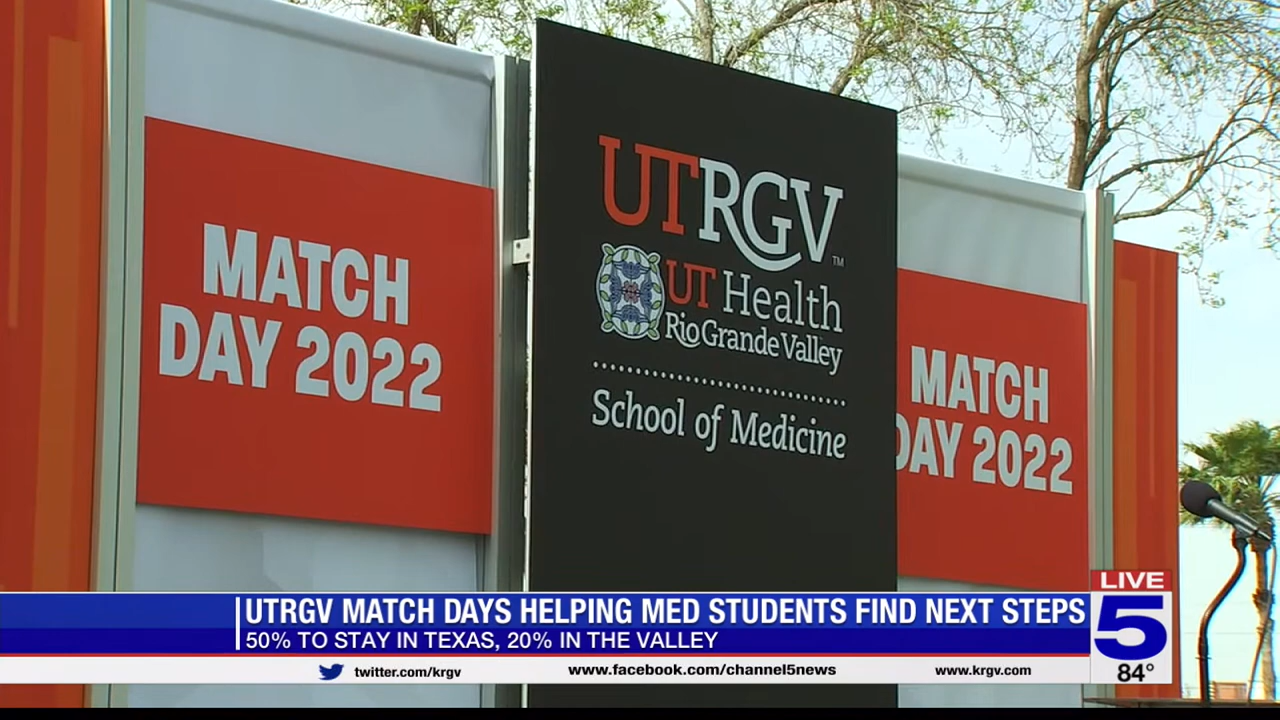 MATCH
DAY 2022
UTRGV™
UT Health
Rio Grande Valley
School of Medicine
MATCH
DAY 2022
UTRGV MATCH DAYS HELPING MED STUDENTS FIND NEXT STEPS
50% TO STAY IN TEXAS, 20% IN THE VALLEY
LIVE
5
84°
twitter.com/krgv
www.facebook.com/channel5news
www.krgv.com